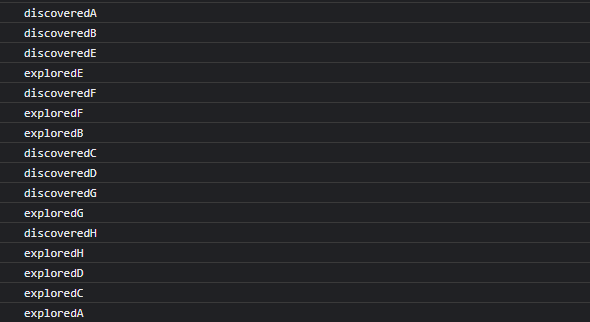 discoveredA
discoveredB
discoveredE
exploredE
discoveredF
exploredF
exploredB
discoveredC
discoveredD
discoveredG
exploredG
discoveredH
exploredH
exploredD
exploredC
exploredA